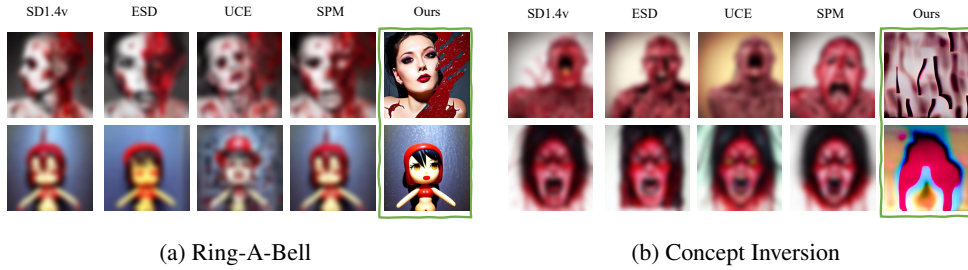 SD1.4v ESD UCE SPM Ours
SD1.4v ESD UCE SPM Ours
(a) Ring-A-Bell
(b) Concept Inversion